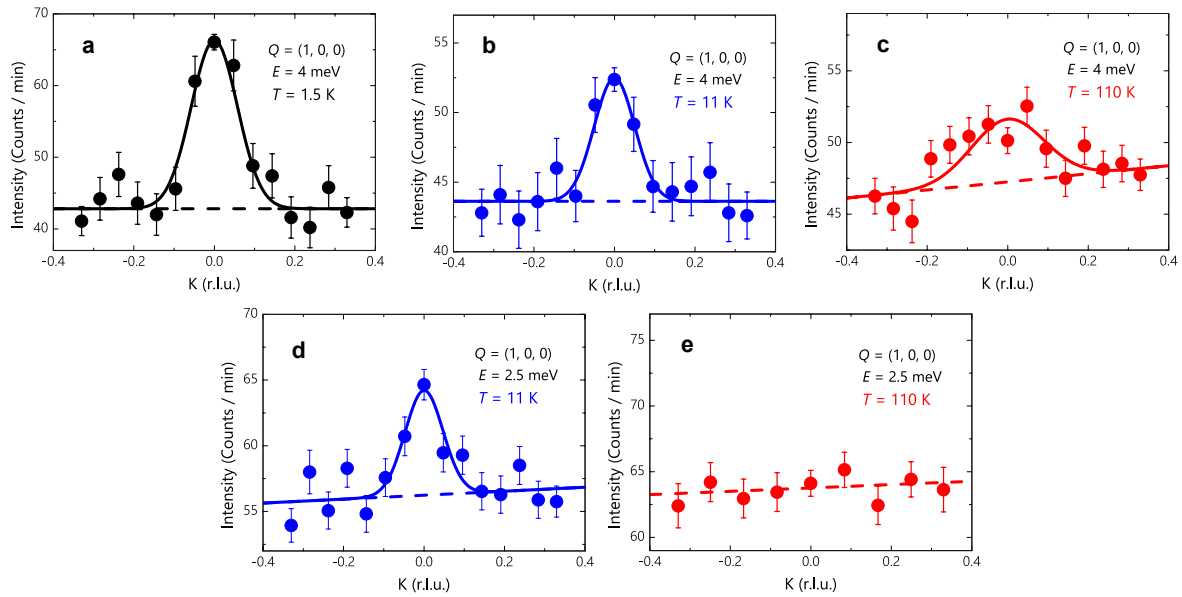 a
Q = (1, 0, 0)
E = 4 meV
T = 1.5 K
Intensity (Counts / min)
70
60
50
40
-0.4 -0.2 0.0 0.2 0.4
K (r.l.u.)
b
Q = (1, 0, 0)
E = 4 meV
T = 11 K
Intensity (Counts / min)
55
50
45
40
-0.4 -0.2 0.0 0.2 0.4
K (r.l.u.)
c
Q = (1, 0, 0)
E = 4 meV
T = 110 K
Intensity (Counts / min)
55
50
45
-0.4 -0.2 0.0 0.2 0.4
K (r.l.u.)
d
Q = (1, 0, 0)
E = 2.5 meV
T = 11 K
Intensity (Counts / min)
70
65
60
55
-0.4 -0.2 0.0 0.2 0.4
K (r.l.u.)
e
Q = (1, 0, 0)
E = 2.5 meV
T = 110 K
Intensity (Counts / min)
75
70
65
60
-0.4 -0.2 0.0 0.2 0.4
K (r.l.u.)